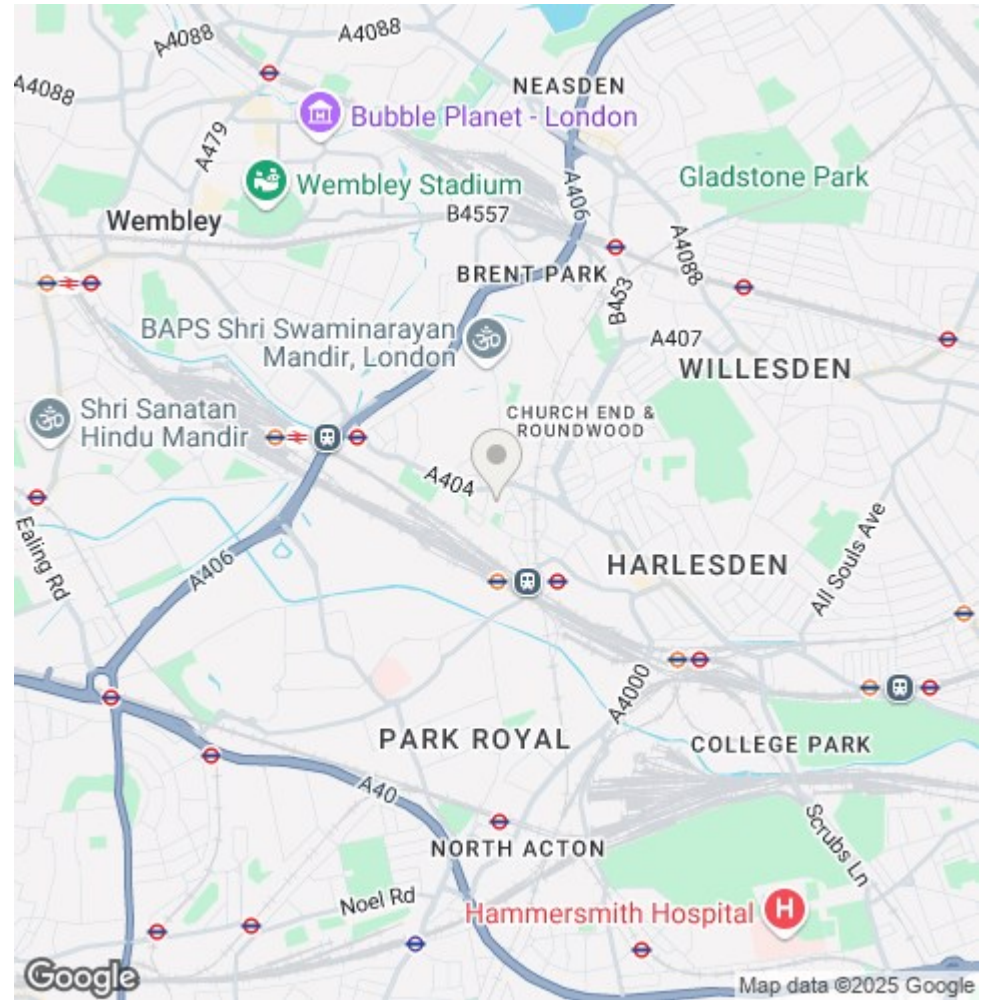 A4088
A4088
A4088
NEASDEN
Bubble Planet - London
A479
Wembley Stadium
A406
Gladstone Park
B4557
Wembley
A4088
BRENT PARK
B453
BAPS Shri Swaminarayan
Mandir, London
A407
WILLESDEN
Shri Sanatan
Hindu Mandir
CHURCH END &
ROUNDWOOD
A404
Ealing Rd
A406
HARLESDEN
All Souls Ave
A4000
PARK ROYAL
COLLEGE PARK
A40
Scrubs Ln
NORTH ACTON
Noel Rd
Hammersmith Hospital
H
Google
Map data ©2025 Google